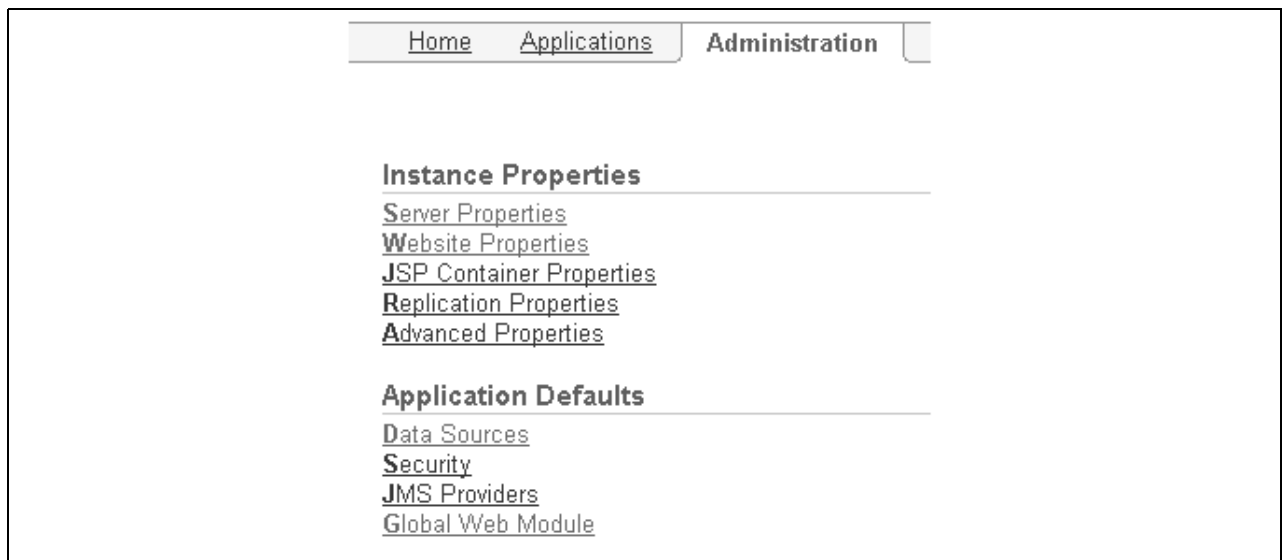 Home Applications Administration
Instance Properties
Server Properties
Website Properties
JSP Container Properties
Replication Properties
Advanced Properties
Application Defaults
Data Sources
Security
JMS Providers
Global Web Module